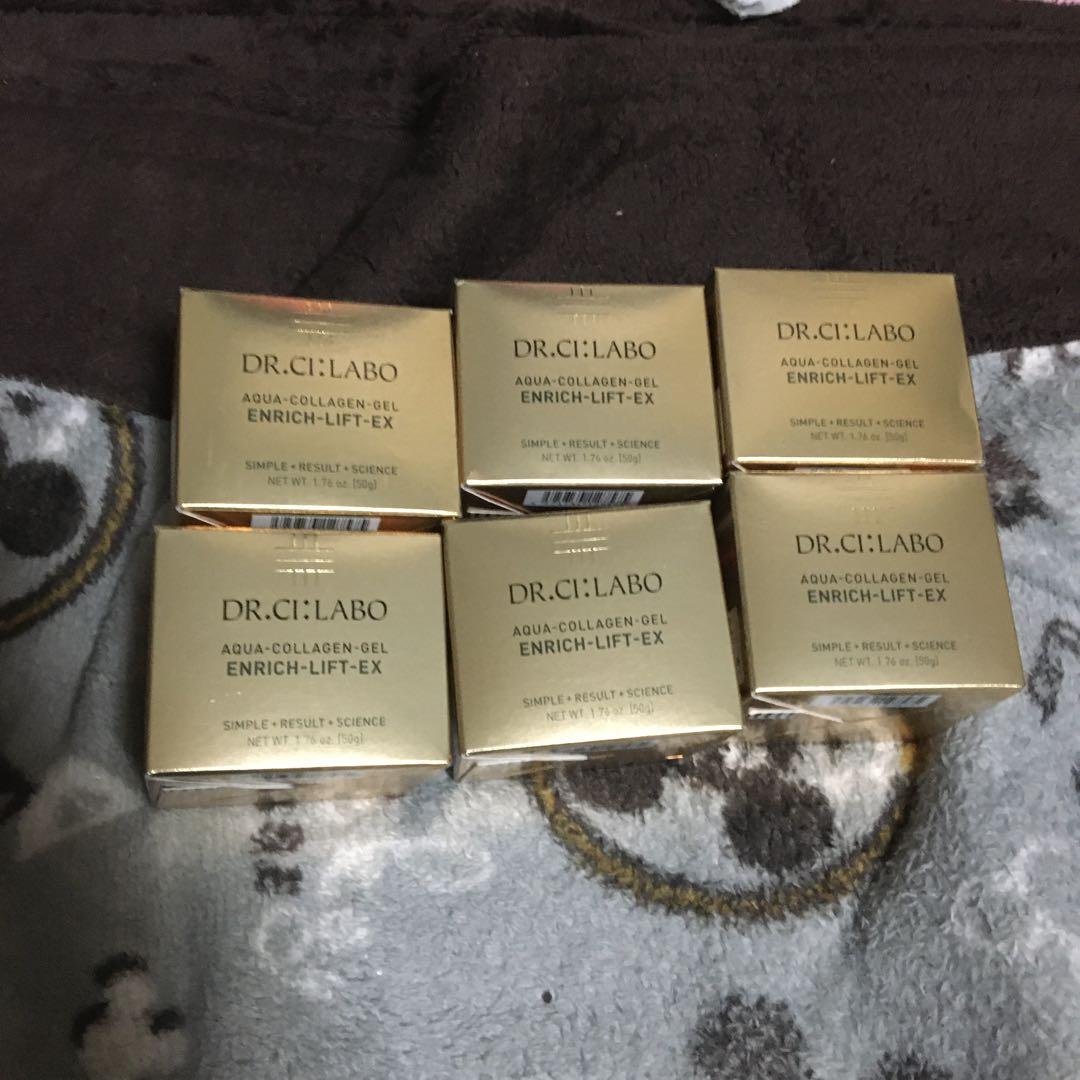 DR.CI:LABO
AQUA-COLLAGEN-GEL
ENRICH-LIFT-EX
SIMPLE + RESULT + SCIENCE
NET WT. 1.76 oz. [50g]
DR.CI:LABO
AQUA-COLLAGEN-GEL
ENRICH-LIFT-EX
SIMPLE + RESULT + SCIENCE
NET WT. 1.76 oz. [50g]
DR.CI:LABO
AQUA-COLLAGEN-GEL
ENRICH-LIFT-EX
SIMPLE + RESULT + SCIENCE
NET WT. 1.76 oz. [50g]
DR.CI:LABO
AQUA-COLLAGEN-GEL
ENRICH-LIFT-EX
SIMPLE + RESULT + SCIENCE
NET WT. 1.76 oz. [50g]
DR.CI:LABO
AQUA-COLLAGEN-GEL
ENRICH-LIFT-EX
SIMPLE + RESULT + SCIENCE
NET WT. 1.76 oz. [50g]
DR.CI:LABO
AQUA-COLLAGEN-GEL
ENRICH-LIFT-EX
SIMPLE + RESULT + SCIENCE
NET WT. 1.76 oz. [50g]